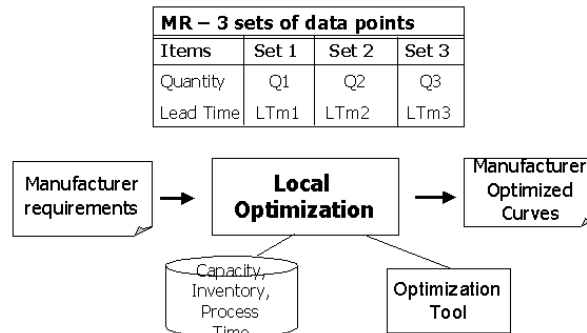 MR – 3 sets of data points
Items Set 1 Set 2 Set 3
Quantity Q1 Q2 Q3
Lead Time LTm1 LTm2 LTm3
Manufacturer
requirements
Local
Optimization
Manufacturer
Optimized
Curves
Capacity,
Inventory,
Process
Time
Optimization
Tool